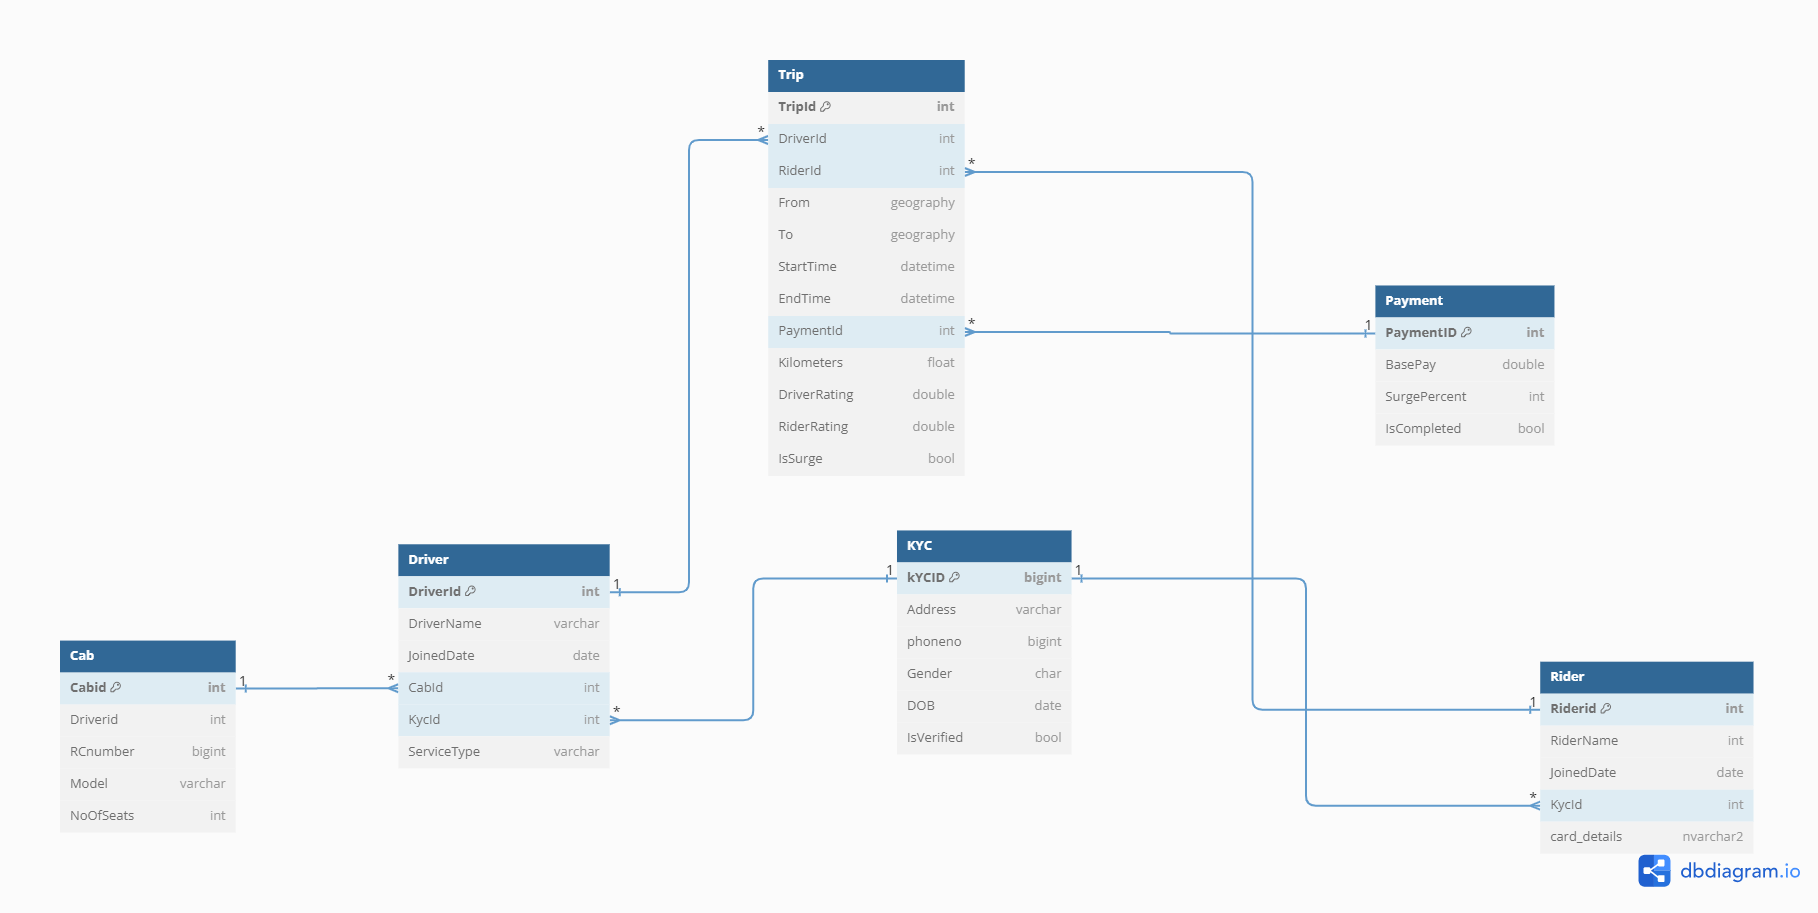 Trip
TripId int
* DriverId int
RiderId int *
From geography
To geography
StartTime datetime
EndTime datetime
PaymentId int *
Kilometers float
DriverRating double
RiderRating double
IsSurge bool
Payment
1 PaymentID int
BasePay double
SurgePercent int
IsCompleted bool
Driver
DriverId int 1
DriverName varchar
JoinedDate date
* CabId int
KycId int *
ServiceType varchar
KYC
1 kYCID bigint 1
Address varchar
phoneno bigint
Gender char
DOB date
IsVerified bool
Cab
Cabid int 1
Driverid int
RCnumber bigint
Model varchar
NoOfSeats int
Rider
1 Riderid int
RiderName int
JoinedDate date
* KycId int
card_details nvarchar2
dbdiagram.io